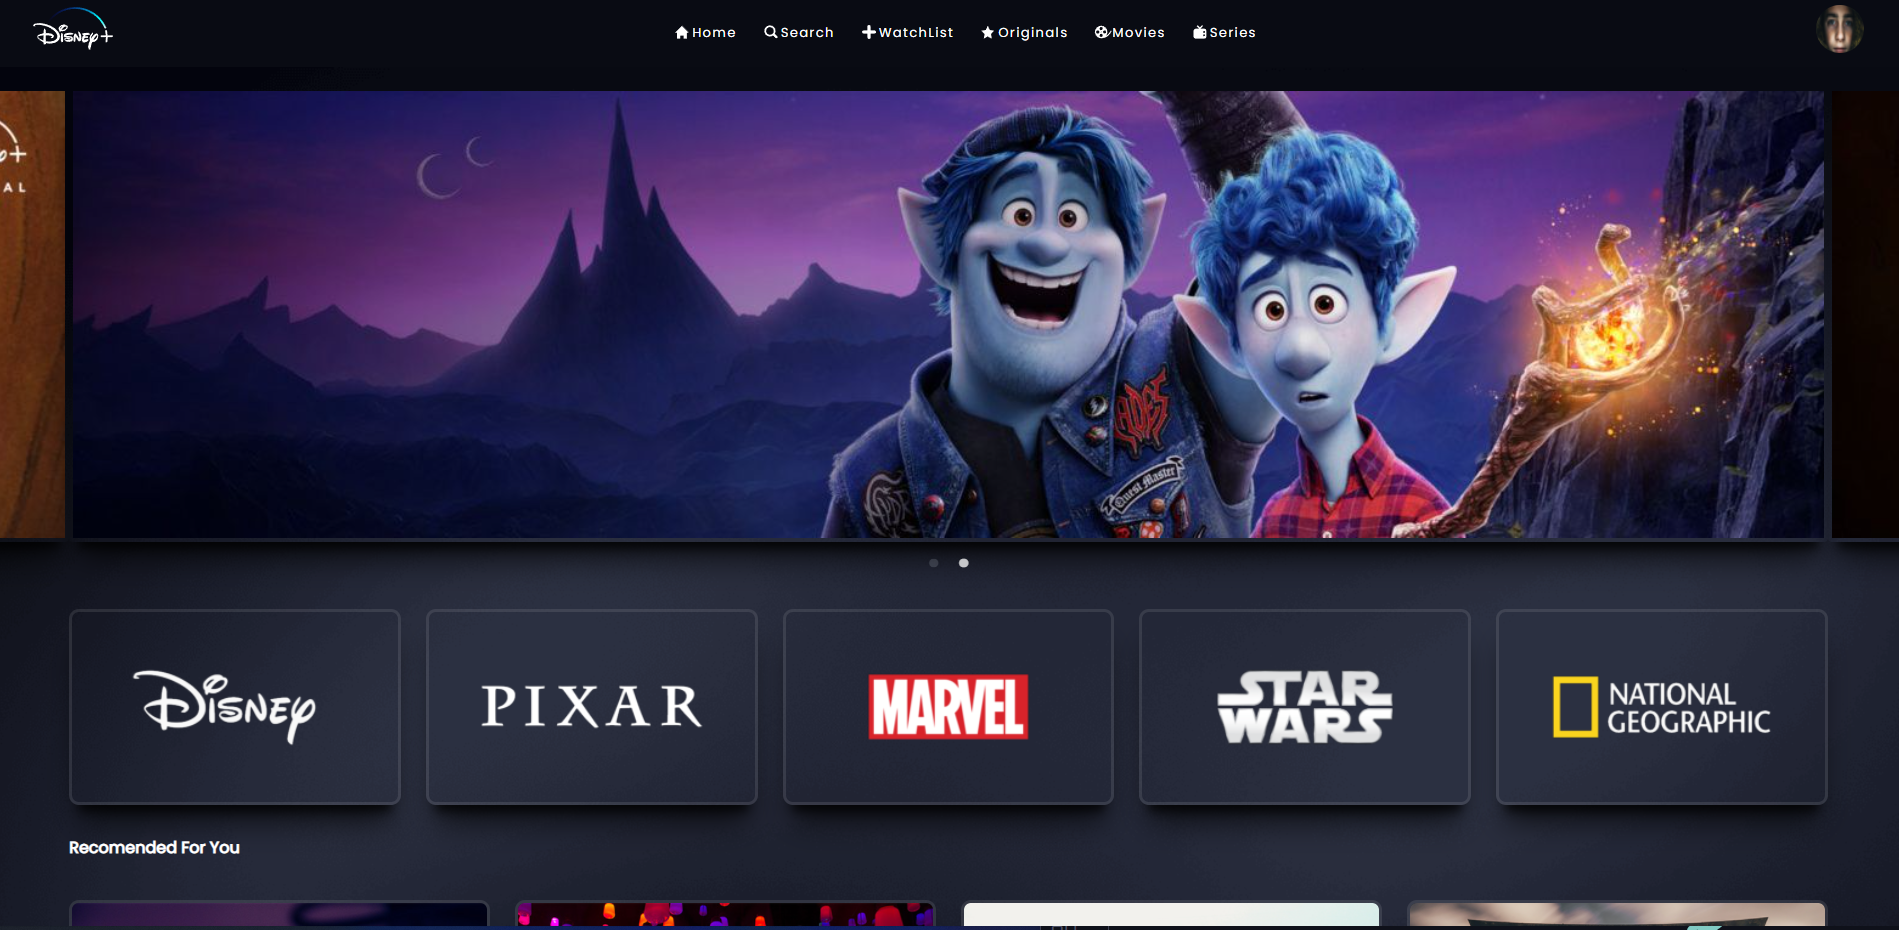 Disney+
Home
Search
WatchList
Originals
Movies
Series
AL
Quest Master
Disney
PIXAR
MARVEL
STAR
WARS
NATIONAL
GEOGRAPHIC
Recomended For You